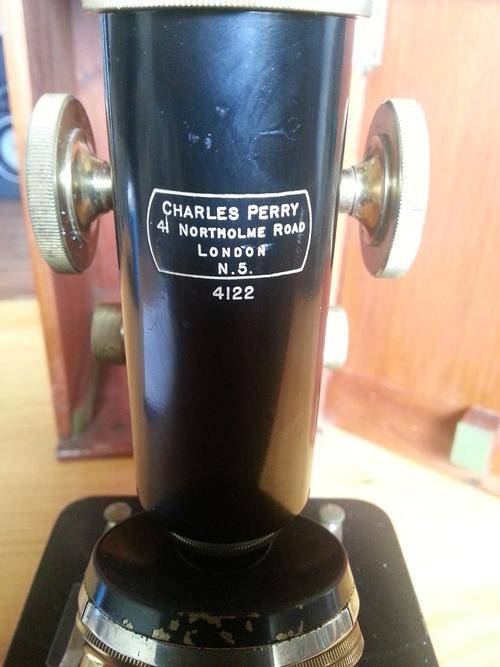 CHARLES PERRY
41 NORTHOLME ROAD
LONDON
N.5.
4122